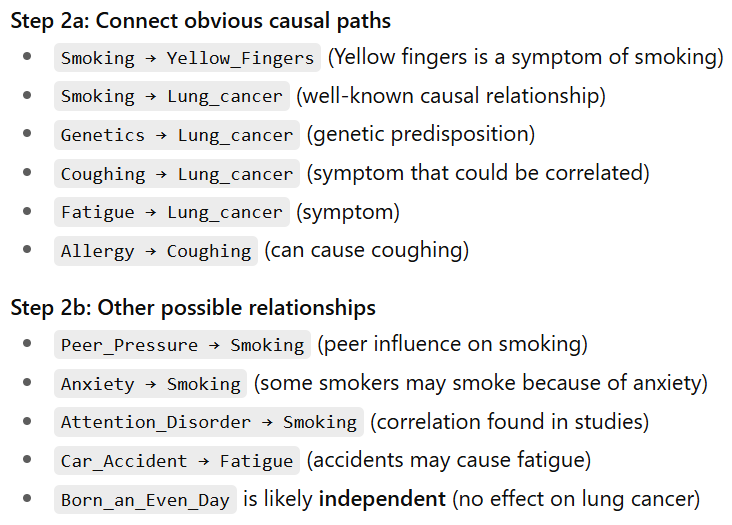 Step 2a: Connect obvious causal paths
• Smoking → Yellow_Fingers (Yellow fingers is a symptom of smoking)
• Smoking → Lung_cancer (well-known causal relationship)
• Genetics → Lung_cancer (genetic predisposition)
• Coughing → Lung_cancer (symptom that could be correlated)
• Fatigue → Lung_cancer (symptom)
• Allergy → Coughing (can cause coughing)
Step 2b: Other possible relationships
• Peer_Pressure → Smoking (peer influence on smoking)
• Anxiety → Smoking (some smokers may smoke because of anxiety)
• Attention_Disorder → Smoking (correlation found in studies)
• Car_Accident → Fatigue (accidents may cause fatigue)
• Born_an_Even_Day is likely independent (no effect on lung cancer)